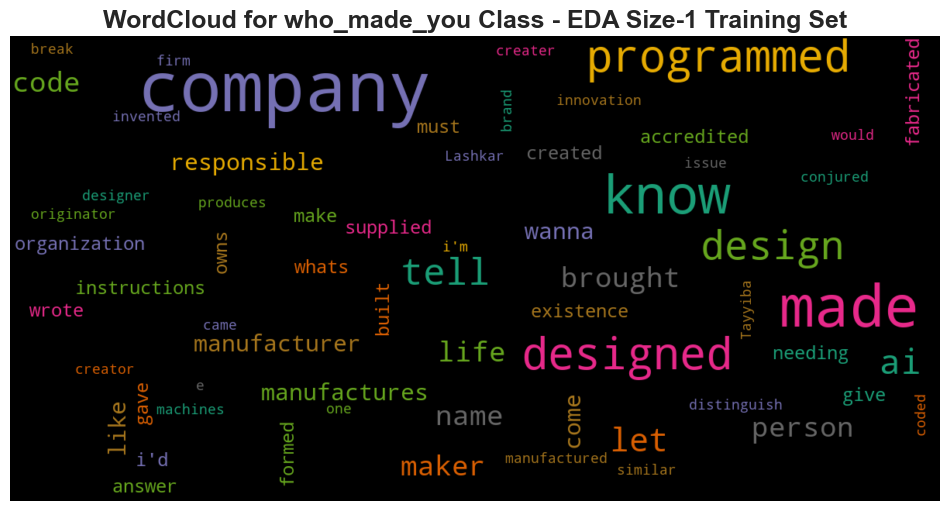 WordCloud for who_made_you Class - EDA Size-1 Training Set
break
firm
creater
programmed
fabricated
code
company
brand
innovation
invented
must
accredited
would
responsible
Lashkar
created
issue
conjured
designer
know
originator
produces
make
supplied
wanna
design
organization
owns
i'm
whats
tell
brought
instructions
built
existence
Tayyiba
made
wrote
came
manufacturer
life
designed
needing
ai
creator
e
manufactures
give
like
gave
machines
one
name
come
distinguish
person
coded
i'd
formed
maker
let
manufactured
similar
answer